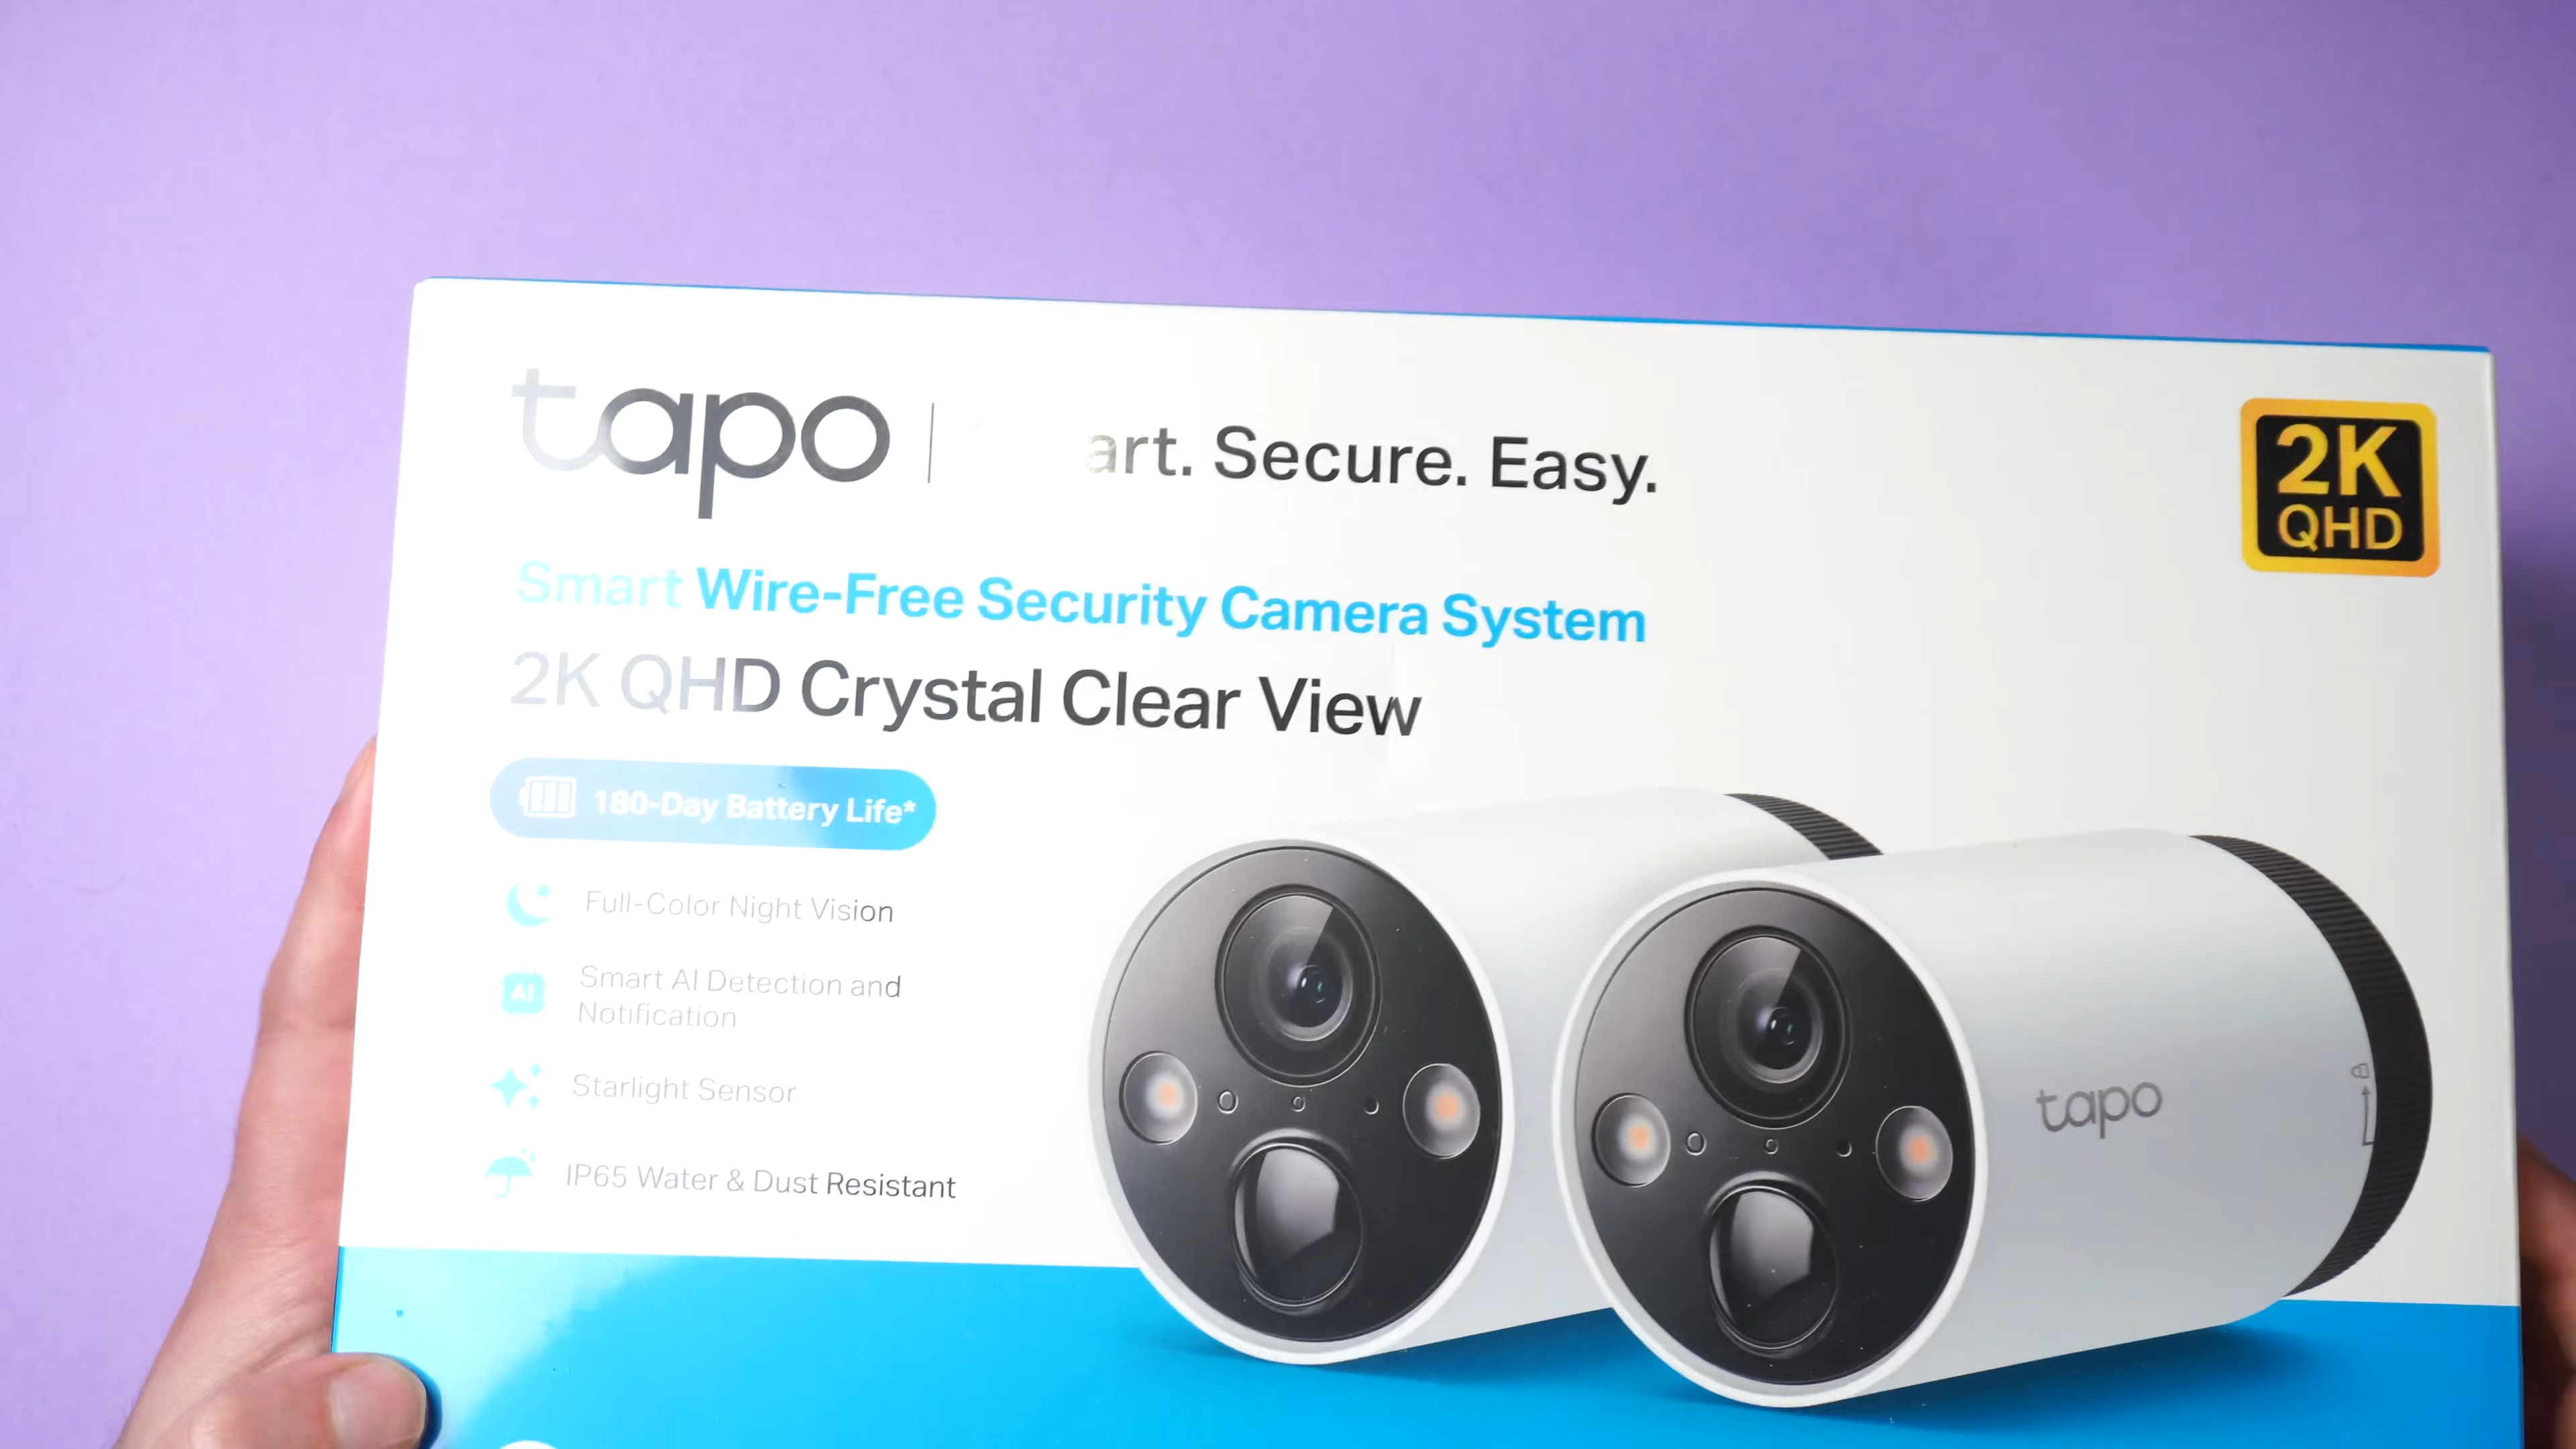 tapo | art. Secure. Easy.
2K
QHD
Smart Wire-Free Security Camera System
2K QHD Crystal Clear View
180-Day Battery Life*
Full-Color Night Vision
AI
Smart AI Detection and
Notification
Starlight Sensor
IP65 Water & Dust Resistant
tapo